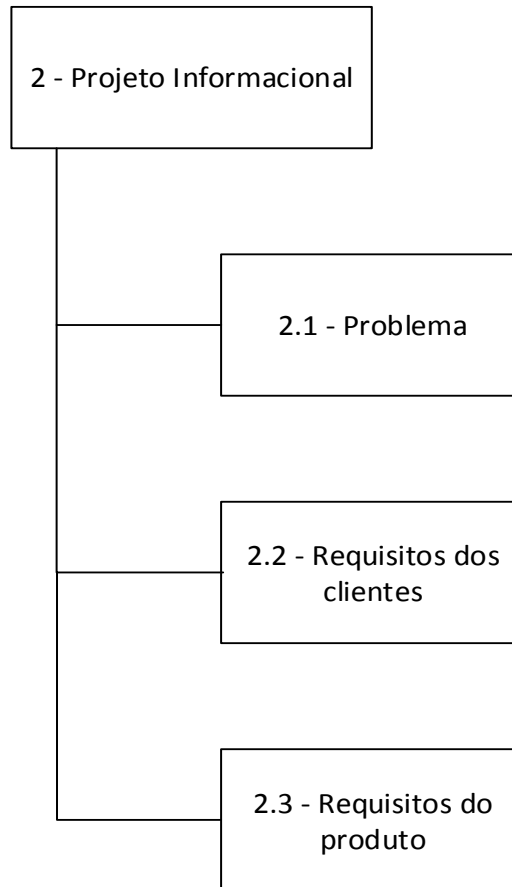 2 - Projeto Informacional
2.1 - Problema
2.2 - Requisitos dos
clientes
2.3 - Requisitos do
produto